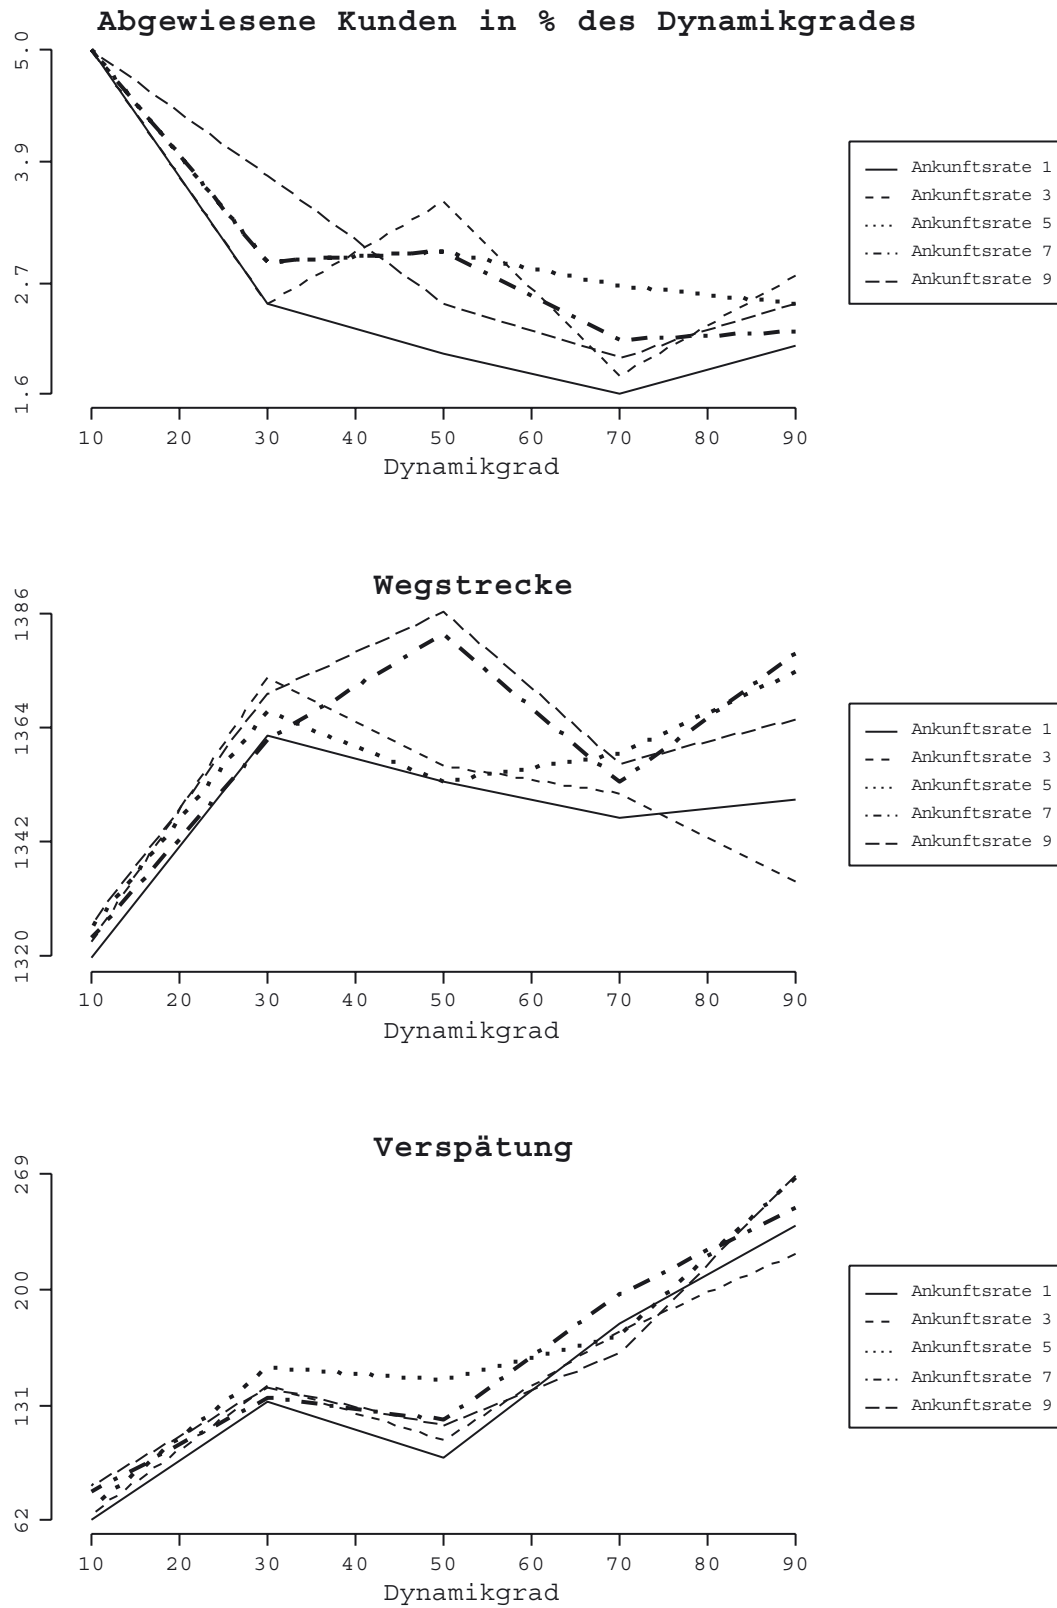 Abgewiesene Kunden in % des Dynamikgrades
5.0
3.9
2.7
1.6
10 20 30 40 50 60 70 80 90
Dynamikgrad
Ankunftsrate 1
Ankunftsrate 3
Ankunftsrate 5
Ankunftsrate 7
Ankunftsrate 9
Wegstrecke
1386
1364
1342
1320
10 20 30 40 50 60 70 80 90
Dynamikgrad
Ankunftsrate 1
Ankunftsrate 3
Ankunftsrate 5
Ankunftsrate 7
Ankunftsrate 9
Verspätung
269
200
131
62
10 20 30 40 50 60 70 80 90
Dynamikgrad
Ankunftsrate 1
Ankunftsrate 3
Ankunftsrate 5
Ankunftsrate 7
Ankunftsrate 9